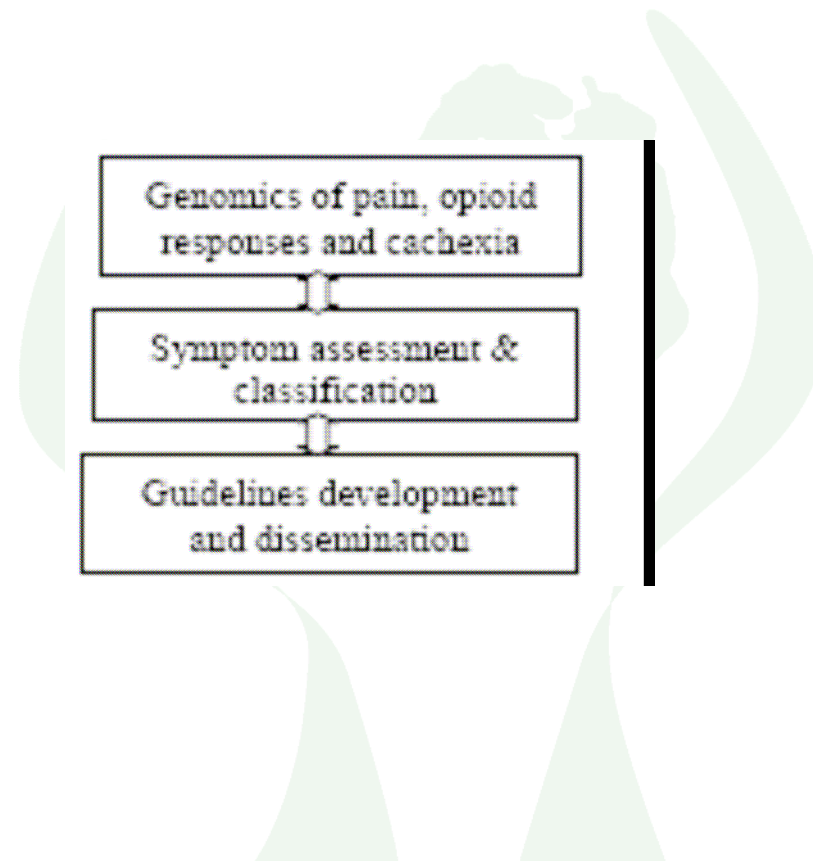 Genomics of pain, opioid
responses and cachexia
Symptom assessment &
classification
Guidelines development
and dissemination